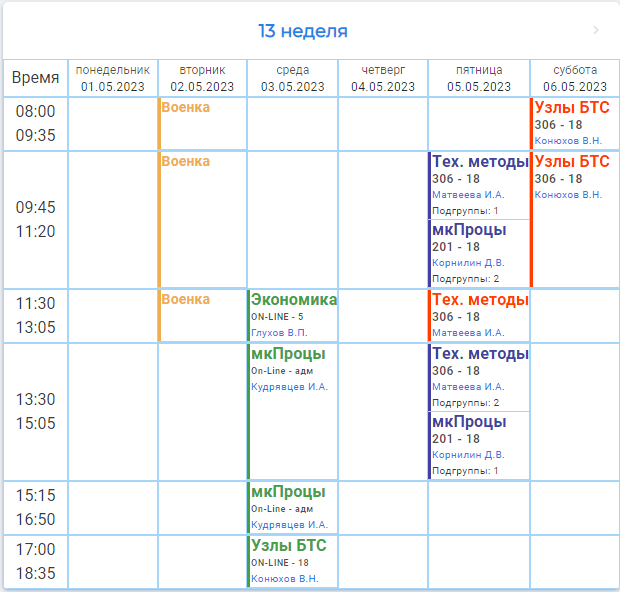 13 неделя
Время
понедельник
01.05.2023
вторник
02.05.2023
среда
03.05.2023
четверг
04.05.2023
пятница
05.05.2023
суббота
06.05.2023
08:00
09:35
Военка
Узлы БТС
306 - 18
Конюхов В.Н.
09:45
11:20
Военка
Тех. методы
306 - 18
Матвеева И.А.
Подгруппы: 1
мкПроцы
201 - 18
Корнилин Д.В.
Подгруппы: 2
Узлы БТС
306 - 18
Конюхов В.Н.
11:30
13:05
Военка
Экономика
ON-LINE - 5
Глухов В.П.
Тех. методы
306 - 18
Матвеева И.А.
13:30
15:05
мкПроцы
On-Line - адм
Кудрявцев И.А.
Тех. методы
306 - 18
Матвеева И.А.
Подгруппы: 2
мкПроцы
201 - 18
Корнилин Д.В.
Подгруппы: 1
15:15
16:50
мкПроцы
On-Line - адм
Кудрявцев И.А.
17:00
18:35
Узлы БТС
ON-LINE - 18
Конюхов В.Н.